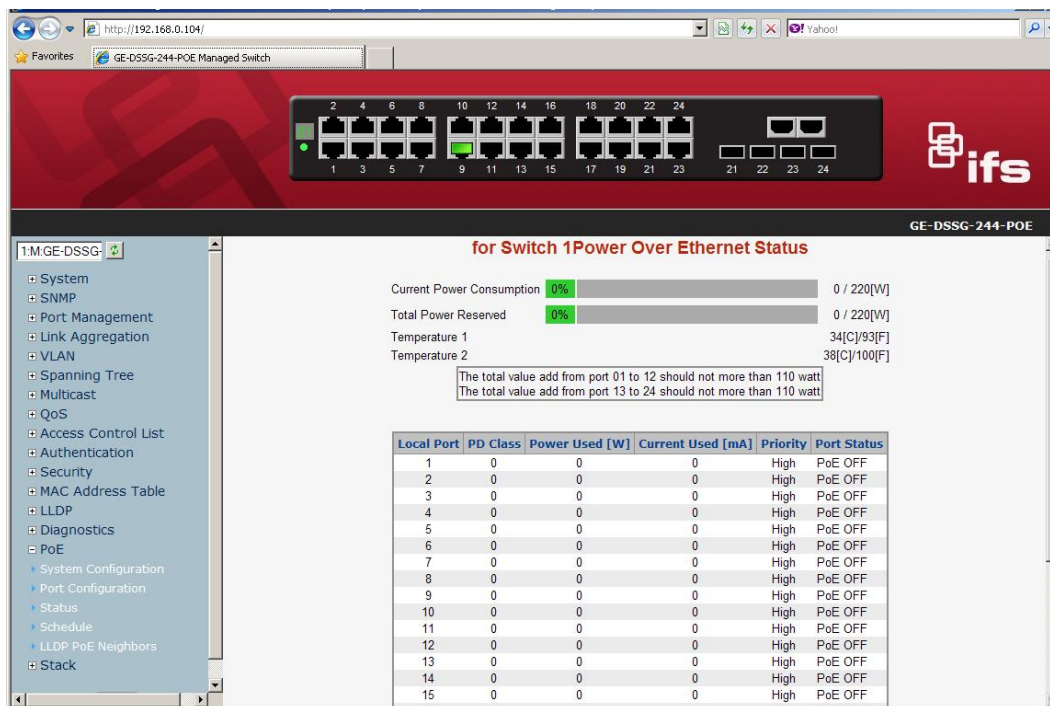 http://192.168.0.104/
Yahoo!
Favorites GE-DSSG-244-POE Managed Switch
2 4 6 8 10 12 14 16 18 20 22 24
1 3 5 7 9 11 13 15 17 19 21 23 21 22 23 24
ifs
GE-DSSG-244-POE
1:M:GE-DSSG-
System
SNMP
Port Management
Link Aggregation
VLAN
Spanning Tree
Multicast
QoS
Access Control List
Authentication
Security
MAC Address Table
LLDP
Diagnostics
PoE
System Configuration
Port Configuration
Status
Schedule
LLDP PoE Neighbors
Stack
for Switch 1Power Over Ethernet Status
Current Power Consumption 0% 0 / 220[W]
Total Power Reserved 0% 0 / 220[W]
Temperature 1 34[C]/93[F]
Temperature 2 38[C]/100[F]
The total value add from port 01 to 12 should not more than 110 watt
The total value add from port 13 to 24 should not more than 110 watt
Local Port PD Class Power Used [W] Current Used [mA] Priority Port Status
1 0 0 0 High PoE OFF
2 0 0 0 High PoE OFF
3 0 0 0 High PoE OFF
4 0 0 0 High PoE OFF
5 0 0 0 High PoE OFF
6 0 0 0 High PoE OFF
7 0 0 0 High PoE OFF
8 0 0 0 High PoE OFF
9 0 0 0 High PoE OFF
10 0 0 0 High PoE OFF
11 0 0 0 High PoE OFF
12 0 0 0 High PoE OFF
13 0 0 0 High PoE OFF
14 0 0 0 High PoE OFF
15 0 0 0 High PoE OFF